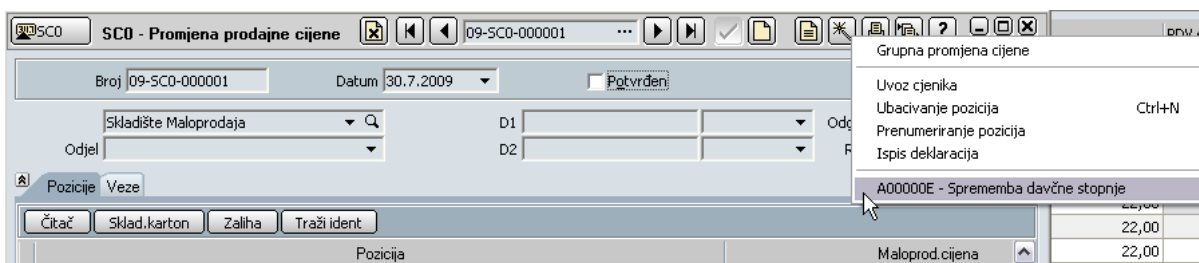 SC0 SC0 - Promjena prodajne cijene 09-SC0-000001 ... ?
PDV
Grupna promjena cijene
Broj 09-SC0-000001 Datum 30.7.2009 Potvrđen
Uvoz cjenika
Ubacivanje pozicija Ctrl+N
Skladište Maloprodaja D1
Prenumeriranje pozicija
Odjel D2
Ispis deklaracija
Pozicije Veze
A00000E - Sprememba davčne stopnje
22,00
Čitač Sklad.karton Zaliha Traži ident
22,00
Pozicija Maloprod.cijena
22,00